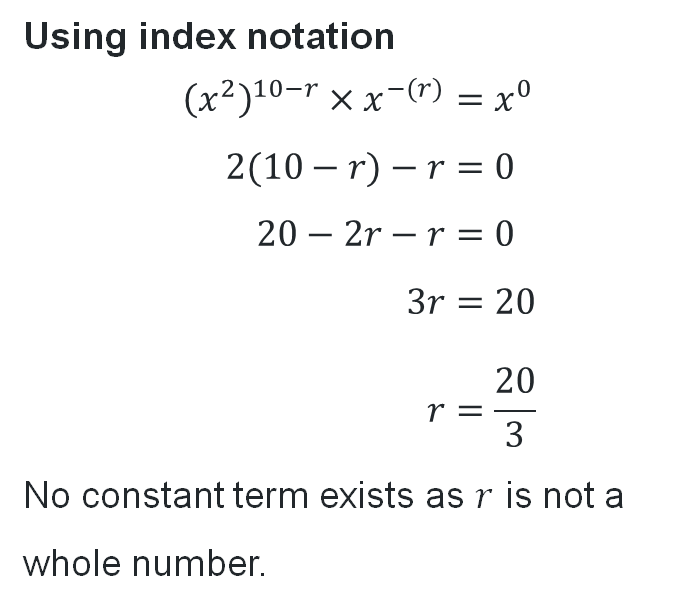 Using index notation
(x²)¹⁰⁻ʳ × x⁻⁽ʳ⁾ = x⁰
2(10 − r) − r = 0
20 − 2r − r = 0
3r = 20
r = 20/3
No constant term exists as r is not a
whole number.